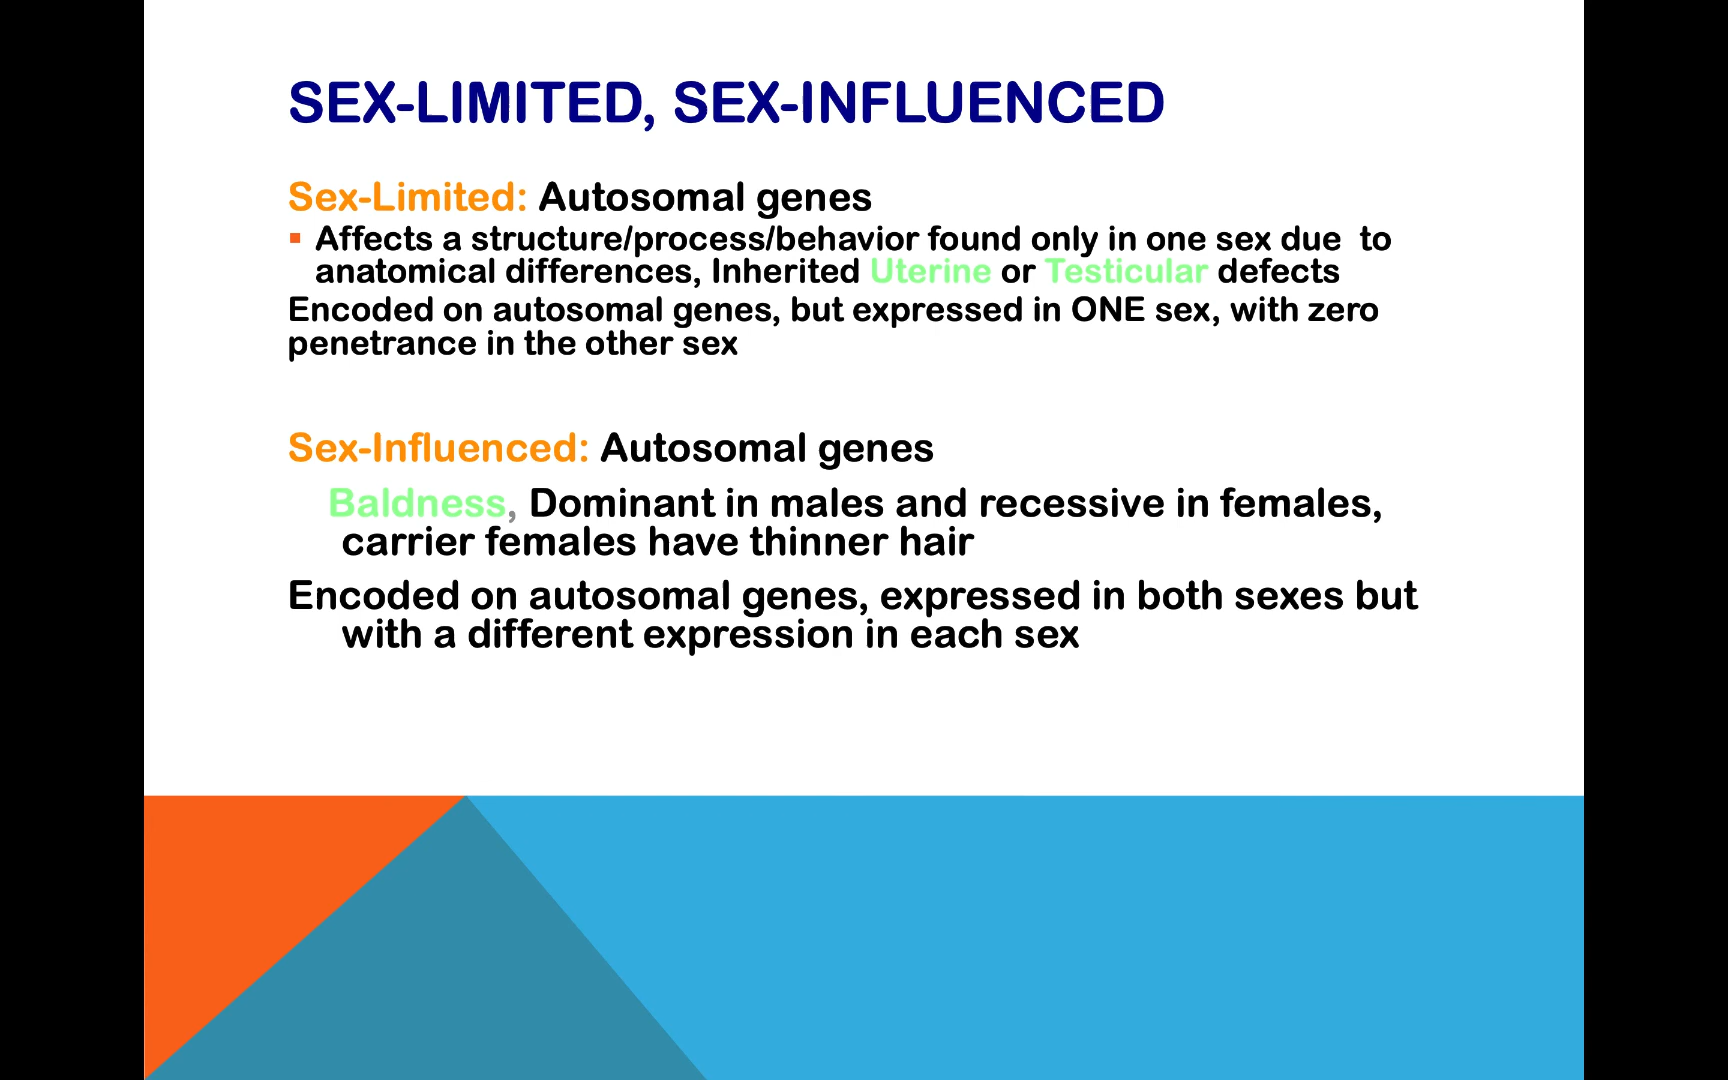 SEX-LIMITED, SEX-INFLUENCED
Sex-Limited: Autosomal genes
▪ Affects a structure/process/behavior found only in one sex due to
anatomical differences, Inherited Uterine or Testicular defects
Encoded on autosomal genes, but expressed in ONE sex, with zero
penetrance in the other sex
Sex-Influenced: Autosomal genes
Baldness, Dominant in males and recessive in females,
carrier females have thinner hair
Encoded on autosomal genes, expressed in both sexes but
with a different expression in each sex